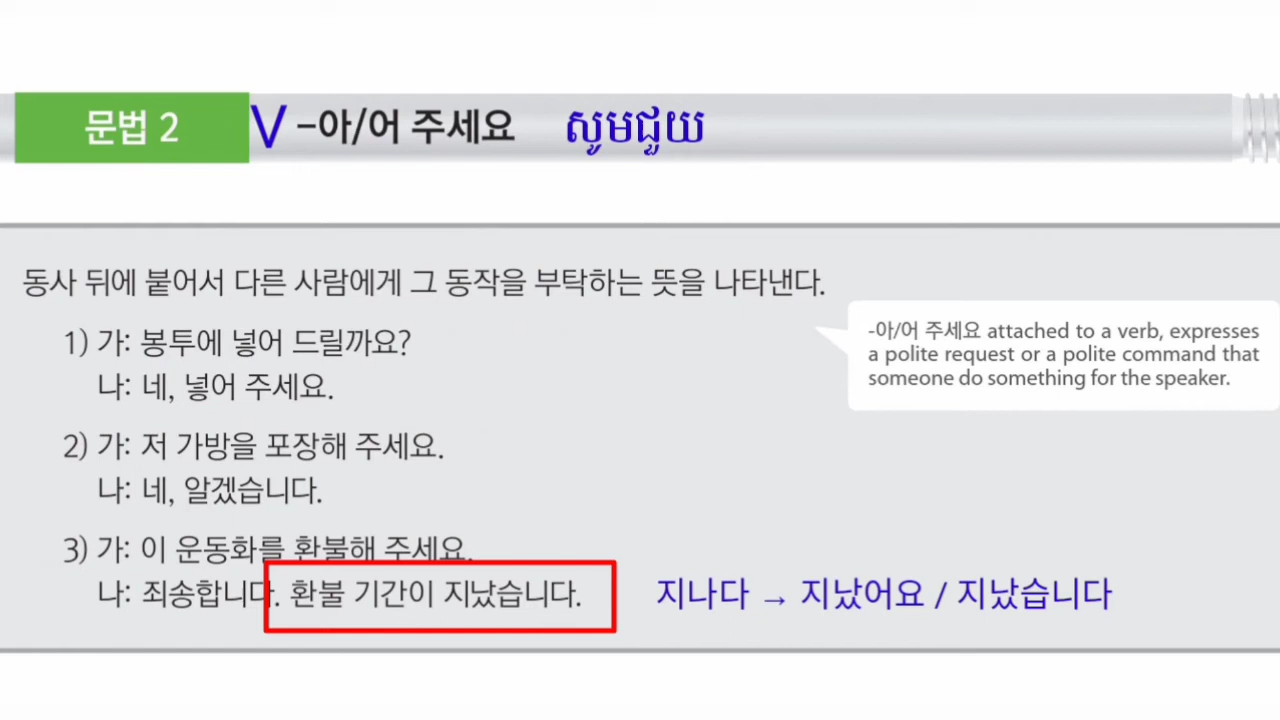 문법 2 V –아/어 주세요 សូមជួយ
동사 뒤에 붙어서 다른 사람에게 그 동작을 부탁하는 뜻을 나타낸다.
-아/어 주세요 attached to a verb, expresses
a polite request or a polite command that
someone do something for the speaker.
1) 가: 봉투에 넣어 드릴까요?
나: 네, 넣어 주세요.
2) 가: 저 가방을 포장해 주세요.
나: 네, 알겠습니다.
3) 가: 이 운동화를 환불해 주세요.
나: 죄송합니다. 환불 기간이 지났습니다. 지나다 → 지났어요 / 지났습니다